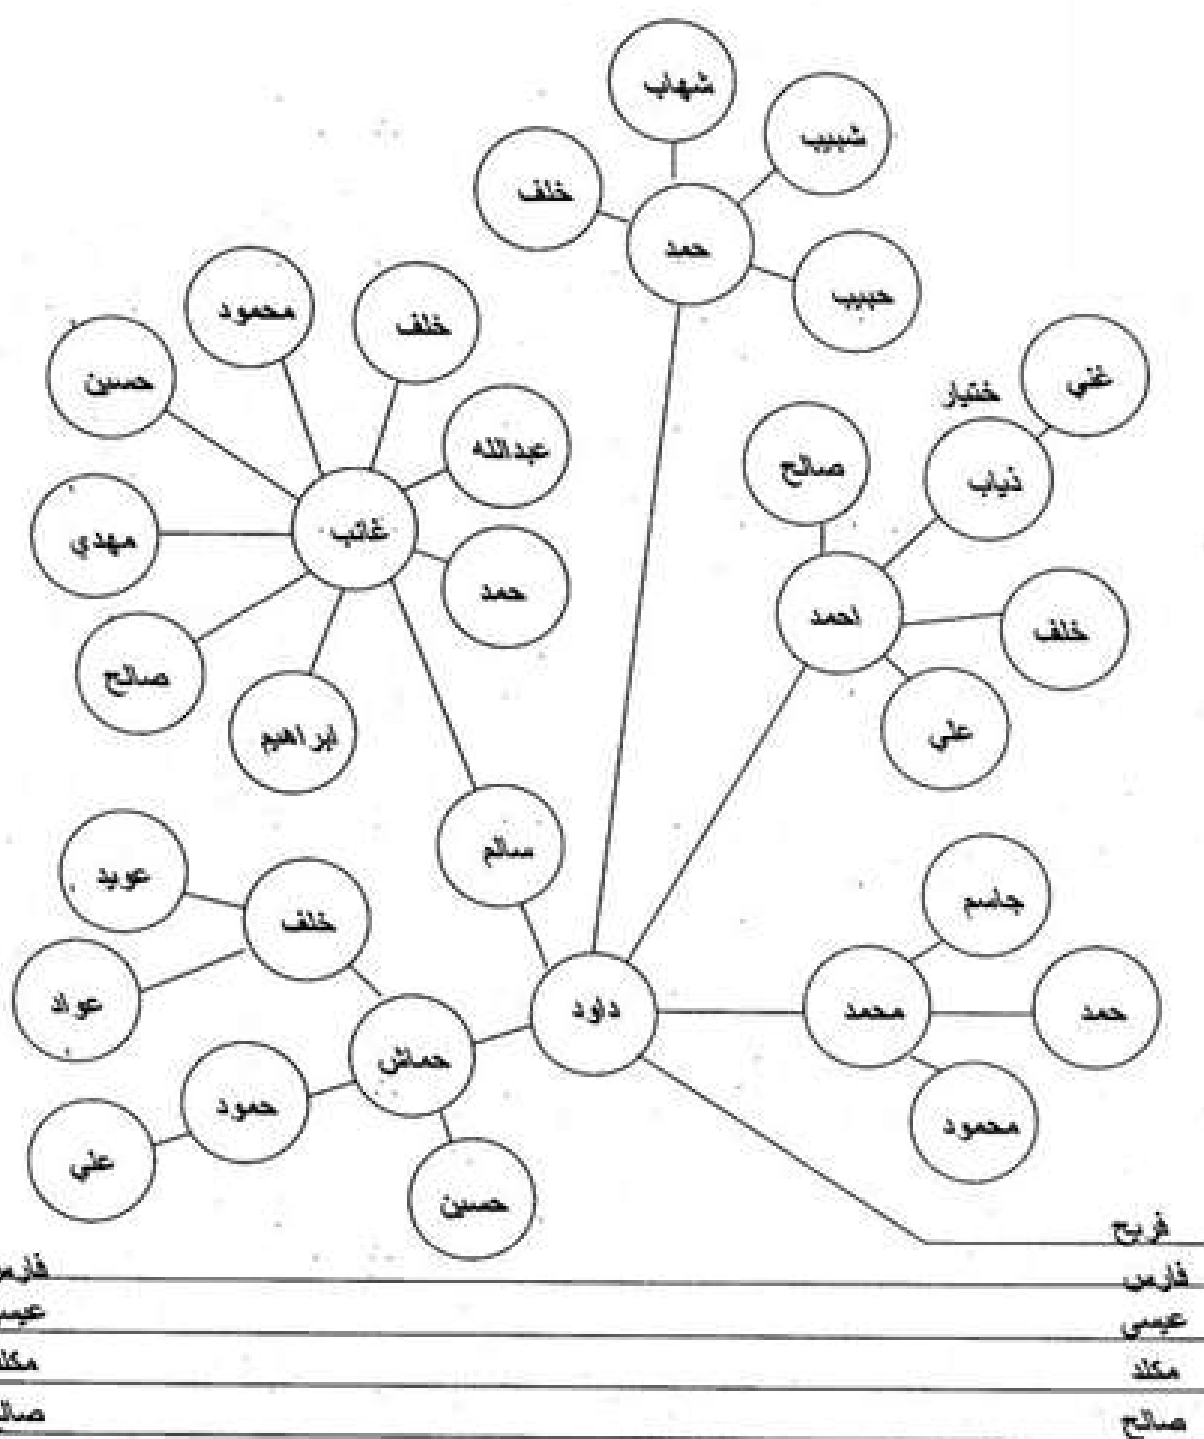 شهاب
شبيب
خلف
حمد
حبيب
محمود
خلف
حسين
غني
ختيار
عبدالله
صالح
ذياب
غائب
مهدي
حمد
احمد
خلف
صالح
ابراهيم
علي
سالم
عويد
خلف
جاسم
عواد
داود
محمد
حمد
حماش
حمود
محمود
علي
حسين
فريح
فارس
عيسى
مكلد
صالح